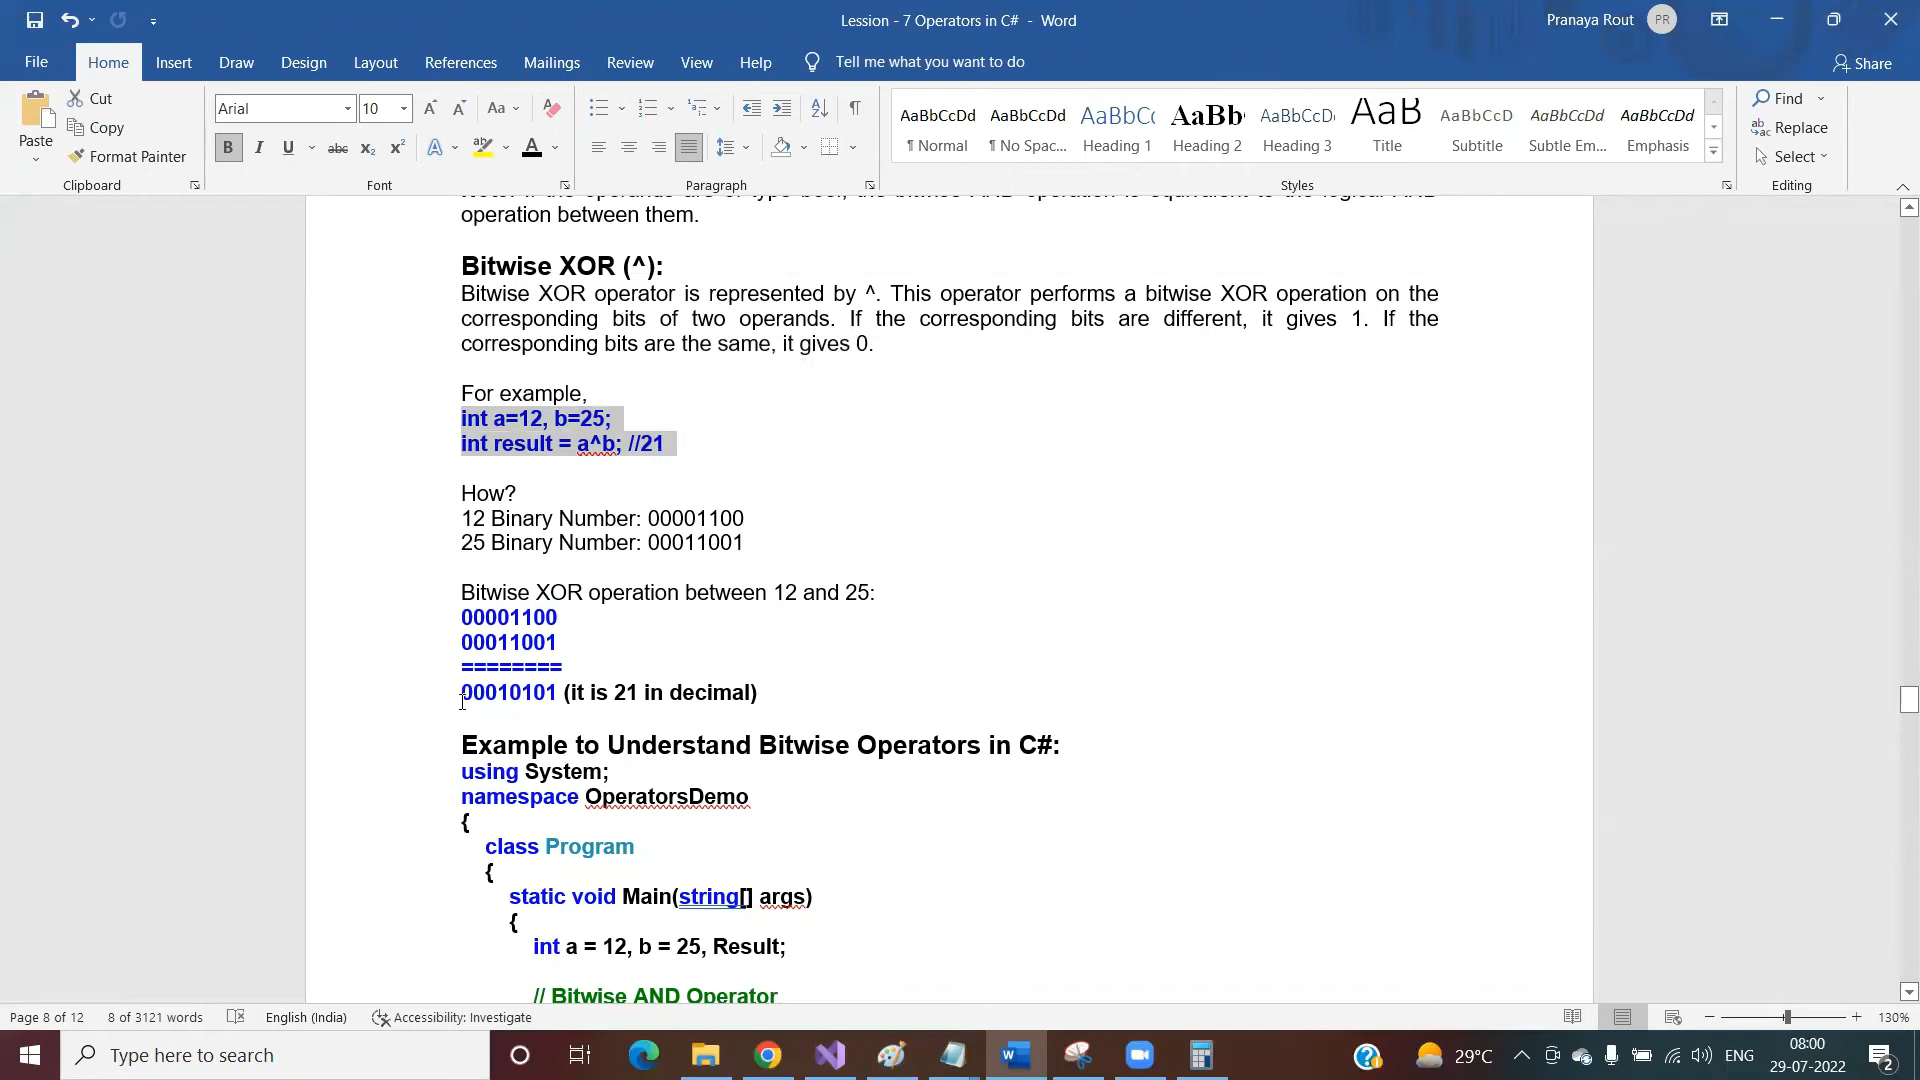 Lession - 7 Operators in C# - Word
Pranaya Rout
PR
File
Home
Insert
Draw
Design
Layout
References
Mailings
Review
View
Help
Tell me what you want to do
Share
Paste
Cut
Copy
Format Painter
Clipboard
Arial
10
Aa
B
I
U
abc
x₂
x²
A
A
Font
Paragraph
AaBbCcDd
¶ Normal
AaBbCcDd
¶ No Spac...
AaBbCc
Heading 1
AaBb
Heading 2
AaBbCcD
Heading 3
AaB
Title
AaBbCcD
Subtitle
AaBbCcDd
Subtle Em...
AaBbCcDd
Emphasis
Styles
Find
Replace
Select
Editing
operation between them.
Bitwise XOR (^):
Bitwise XOR operator is represented by ^. This operator performs a bitwise XOR operation on the
corresponding bits of two operands. If the corresponding bits are different, it gives 1. If the
corresponding bits are the same, it gives 0.
For example,
int a=12, b=25;
int result = a^b; //21
How?
12 Binary Number: 00001100
25 Binary Number: 00011001
Bitwise XOR operation between 12 and 25:
00001100
00011001
========
00010101 (it is 21 in decimal)
Example to Understand Bitwise Operators in C#:
using System;
namespace OperatorsDemo
{
class Program
{
static void Main(string[] args)
{
int a = 12, b = 25, Result;
// Bitwise AND Operator
Page 8 of 12
8 of 3121 words
English (India)
Accessibility: Investigate
130%
Type here to search
29°C
ENG
08:00
29-07-2022
2